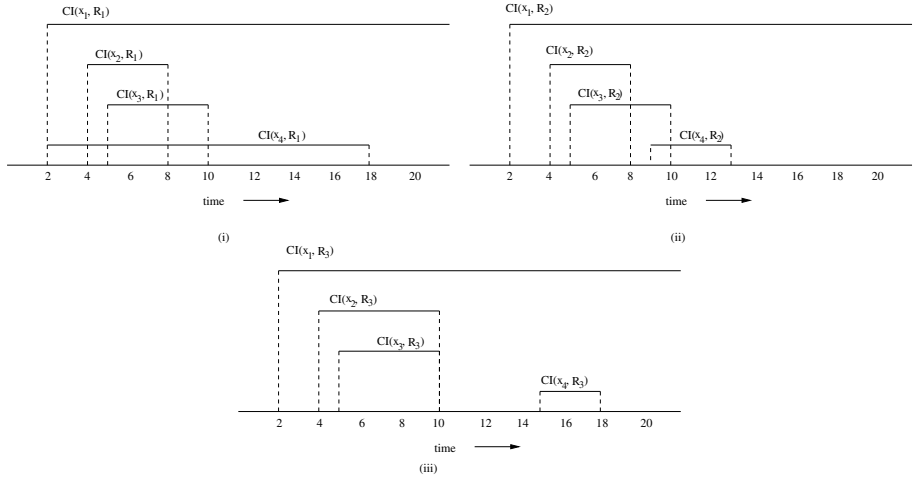 CI(x1, R1)
CI(x2, R1)
CI(x3, R1)
CI(x4, R1)
2 4 6 8 10 12 14 16 18 20
time
(i)
CI(x1, R2)
CI(x2, R2)
CI(x3, R2)
CI(x4, R2)
2 4 6 8 10 12 14 16 18 20
time
(ii)
CI(x1, R3)
CI(x2, R3)
CI(x3, R3)
CI(x4, R3)
2 4 6 8 10 12 14 16 18 20
time
(iii)